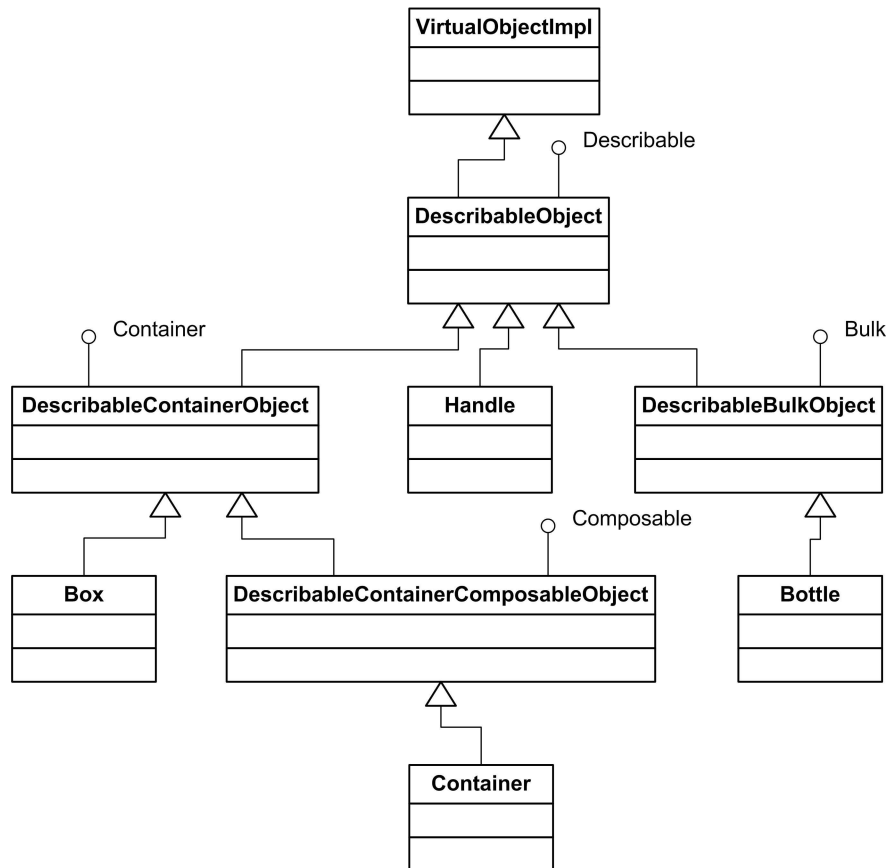 VirtualObjectImpl
Describable
DescribableObject
Container
Bulk
DescribableContainerObject
Handle
DescribableBulkObject
Composable
Box
DescribableContainerComposableObject
Bottle
Container